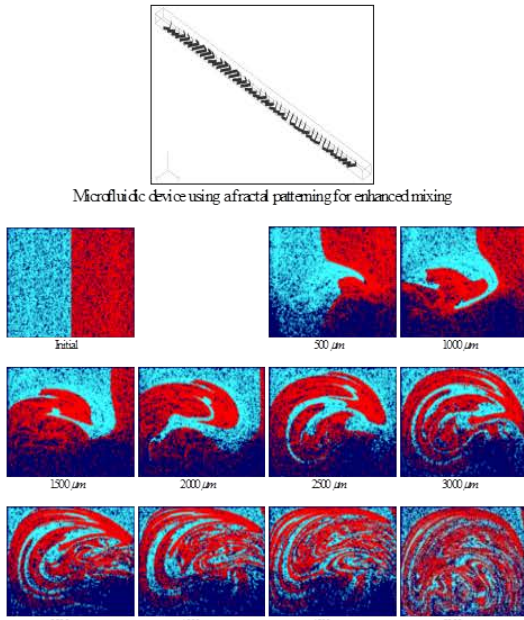 Microfluidic device using a fractal patterning for enhanced mixing
Initial
500 μm
1000 μm
1500 μm
2000 μm
2500 μm
3000 μm